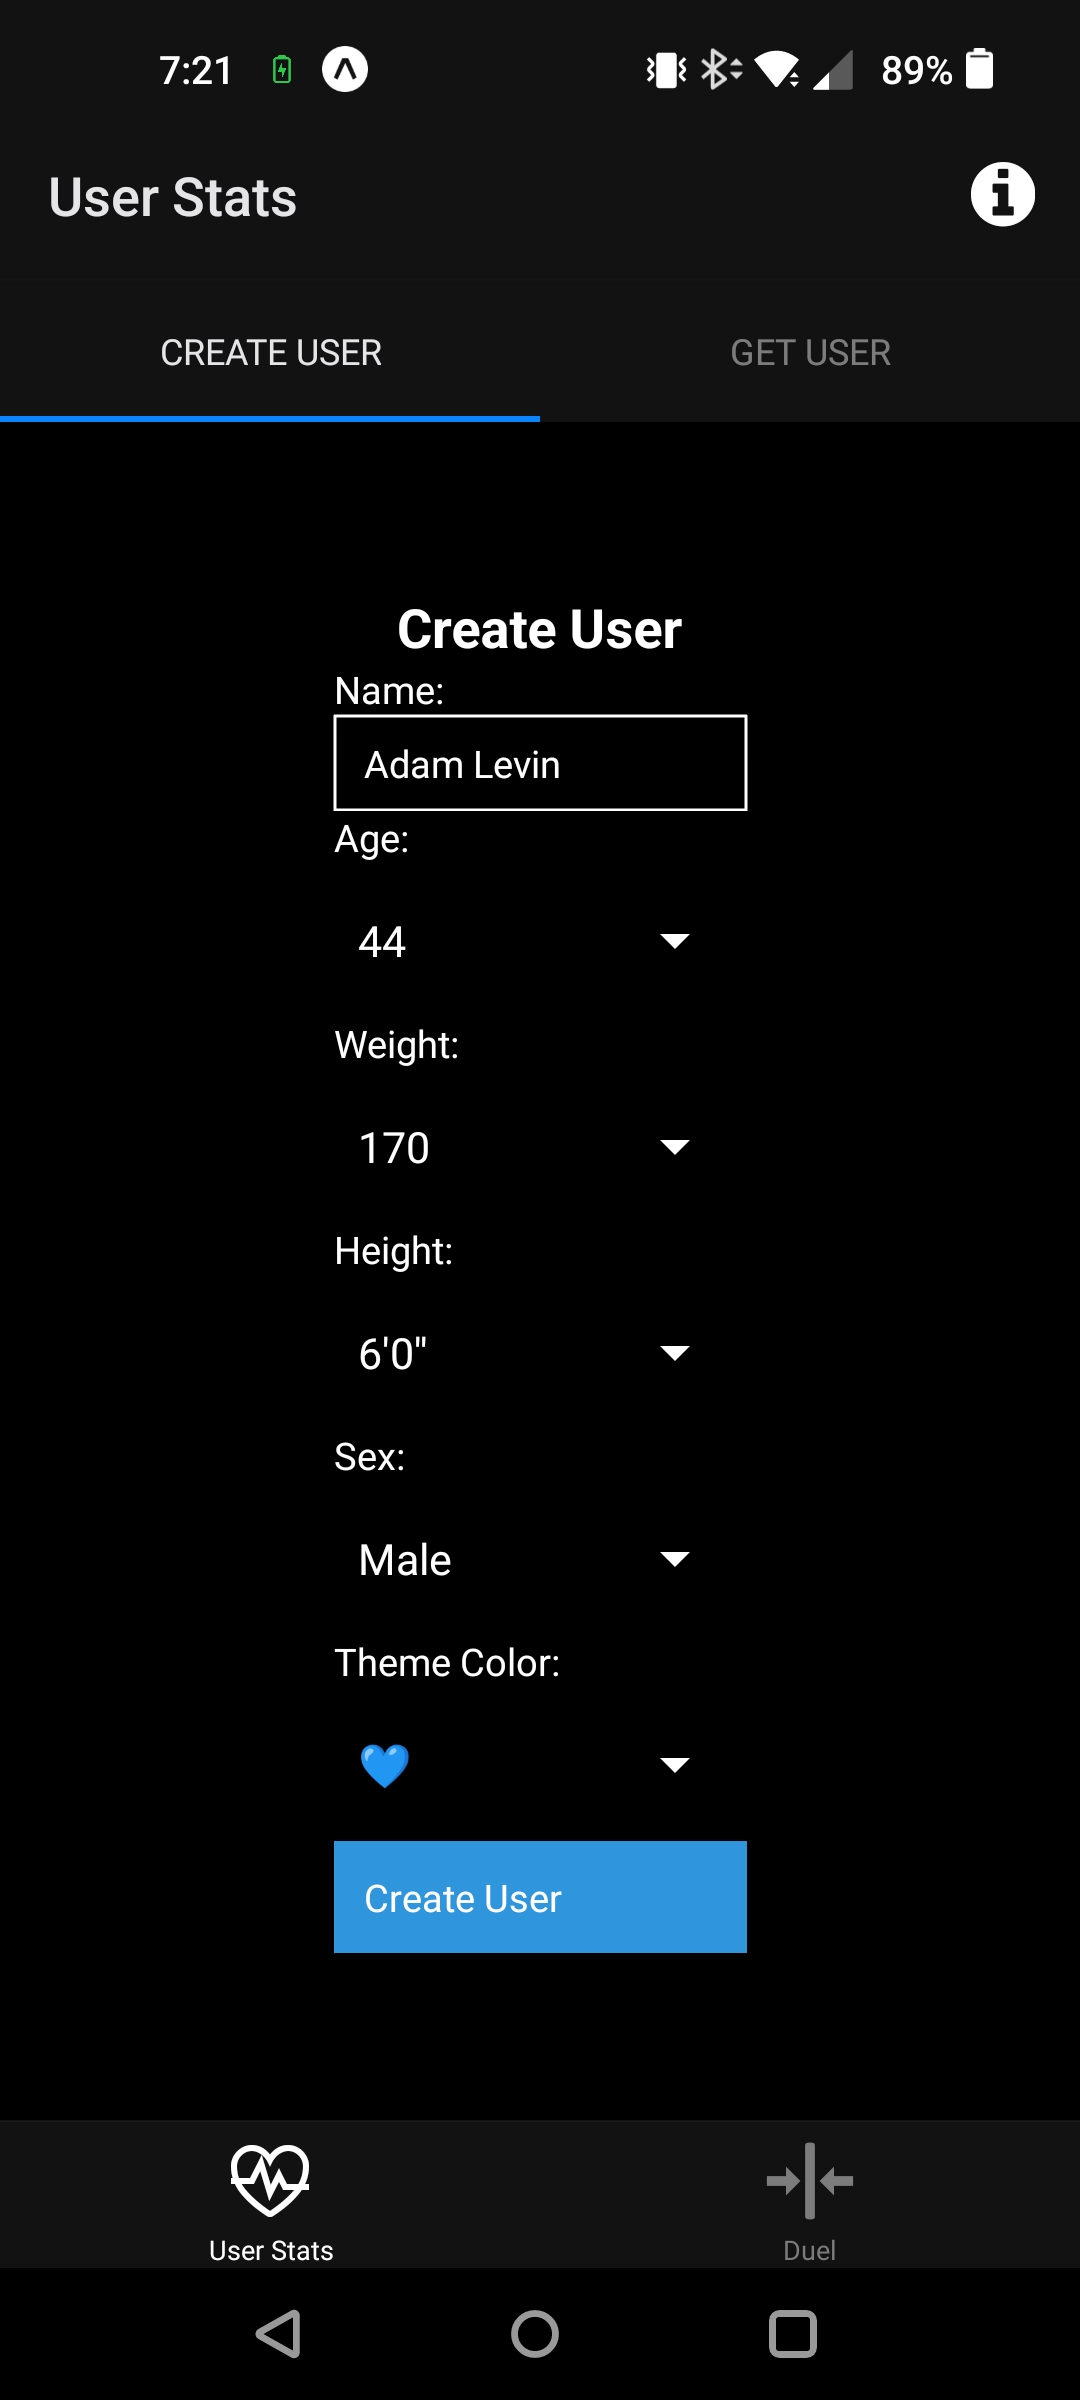 7:21 89%
User Stats
CREATE USER GET USER
Create User
Name:
Adam Levin
Age:
44
Weight:
170
Height:
6'0"
Sex:
Male
Theme Color:
💙
Create User
User Stats Duel